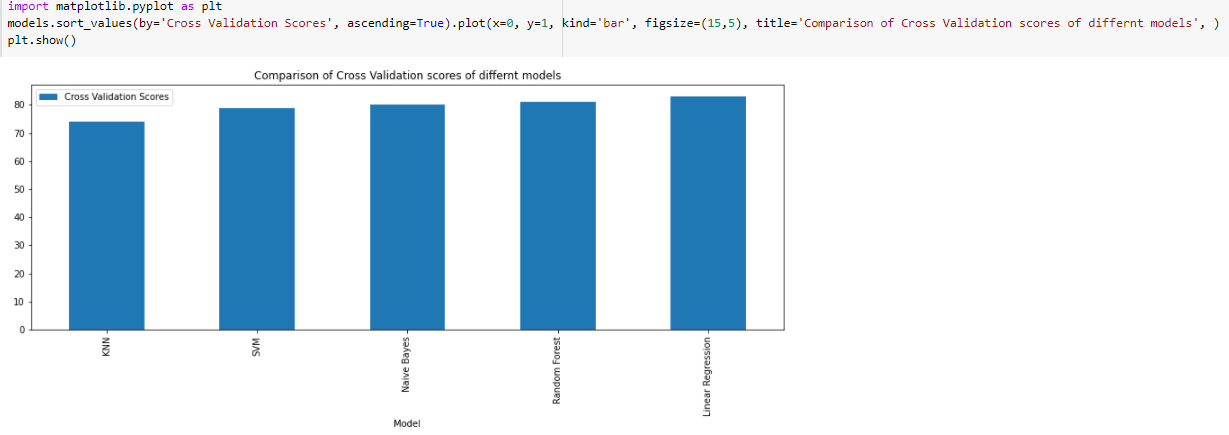 import matplotlib.pyplot as plt
models.sort_values(by='Cross Validation Scores', ascending=True).plot(x=0, y=1, kind='bar', figsize=(15,5), title='Comparison of Cross Validation scores of differnt models', )
plt.show()
Comparison of Cross Validation scores of differnt models
Cross Validation Scores
80
70
60
50
40
30
20
10
0
KNN
SVM
Naive Bayes
Random Forest
Linear Regression
Model